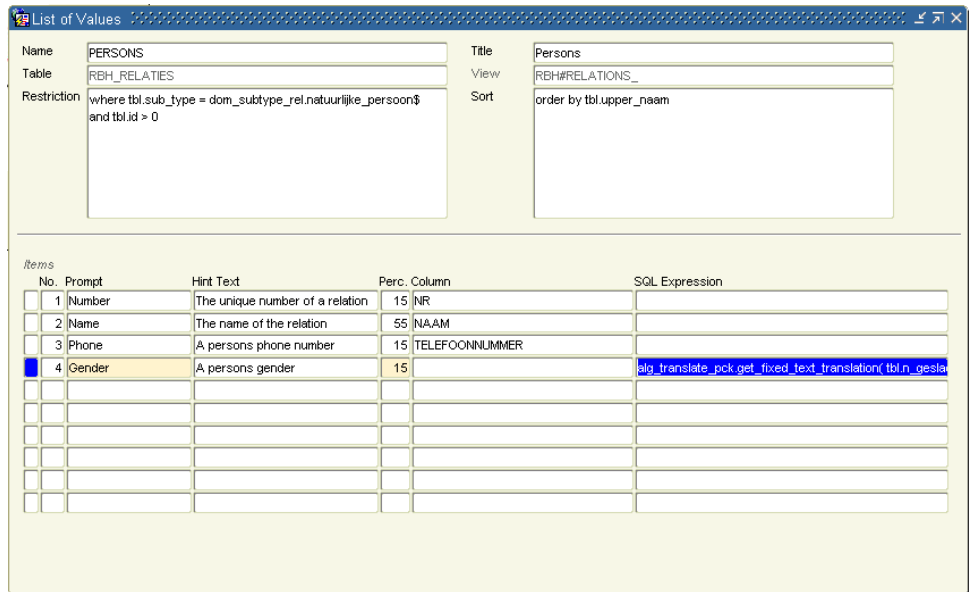 List of Values
Name PERSONS Title Persons
Table RBH_RELATIES View RBH#RELATIONS_
Restriction where tbl.sub_type = dom_subtype_rel.natuurlijke_persoon$ Sort order by tbl.upper_naam
and tbl.id > 0
Items
No. Prompt Hint Text Perc. Column SQL Expression
1 Number The unique number of a relation 15 NR
2 Name The name of the relation 55 NAAM
3 Phone A persons phone number 15 TELEFOONNUMMER
4 Gender A persons gender 15 alg_translate_pck.get_fixed_text_translation( tbl.n_gesla